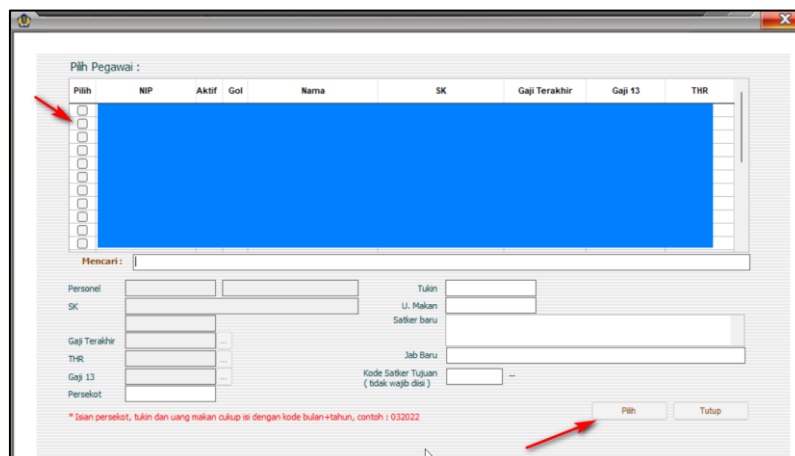 Pilih Pegawai :
Pilih NIP Aktif Gol Nama SK Gaji Terakhir Gaji 13 THR
Mencari :
Personel Tukin
SK U. Makan
Satker baru
Gaji Terakhir ...
THR ... Jab Baru
Gaji 13 ... Kode Satker Tujuan --
( tidak wajib diisi )
Persekot
* Isian persekot, tukin dan uang makan cukup isi dengan kode bulan+tahun, contoh : 032022
Pilih Tutup